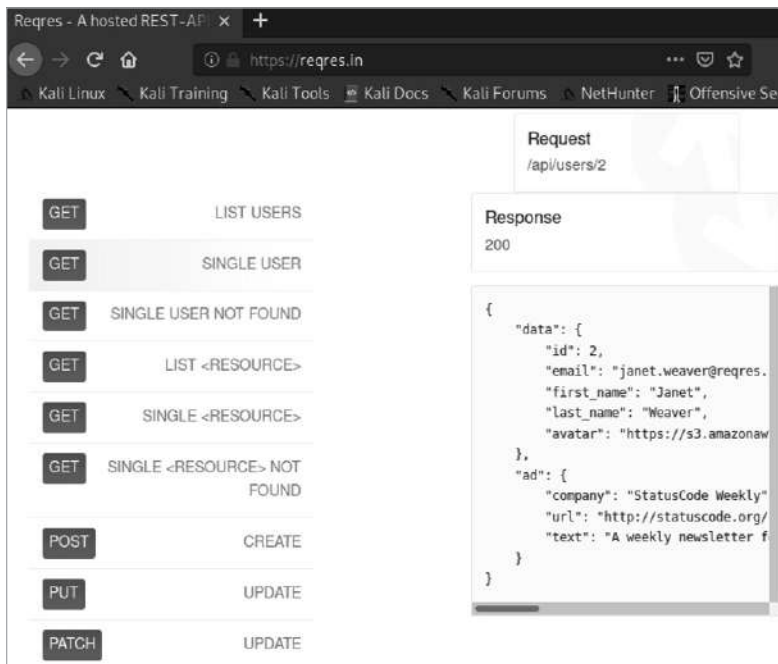 Reqres - A hosted REST-AP
https://reqres.in
Kali Linux Kali Training Kali Tools Kali Docs Kali Forums NetHunter Offensive Se
Request
/api/users/2
GET LIST USERS
GET SINGLE USER
GET SINGLE USER NOT FOUND
GET LIST <RESOURCE>
GET SINGLE <RESOURCE>
GET SINGLE <RESOURCE> NOT
FOUND
POST CREATE
PUT UPDATE
PATCH UPDATE
Response
200
{
    "data": {
        "id": 2,
        "email": "janet.weaver@reqres.
        "first_name": "Janet",
        "last_name": "Weaver",
        "avatar": "https://s3.amazonaw
    },
    "ad": {
        "company": "StatusCode Weekly"
        "url": "http://statuscode.org/
        "text": "A weekly newsletter f
    }
}